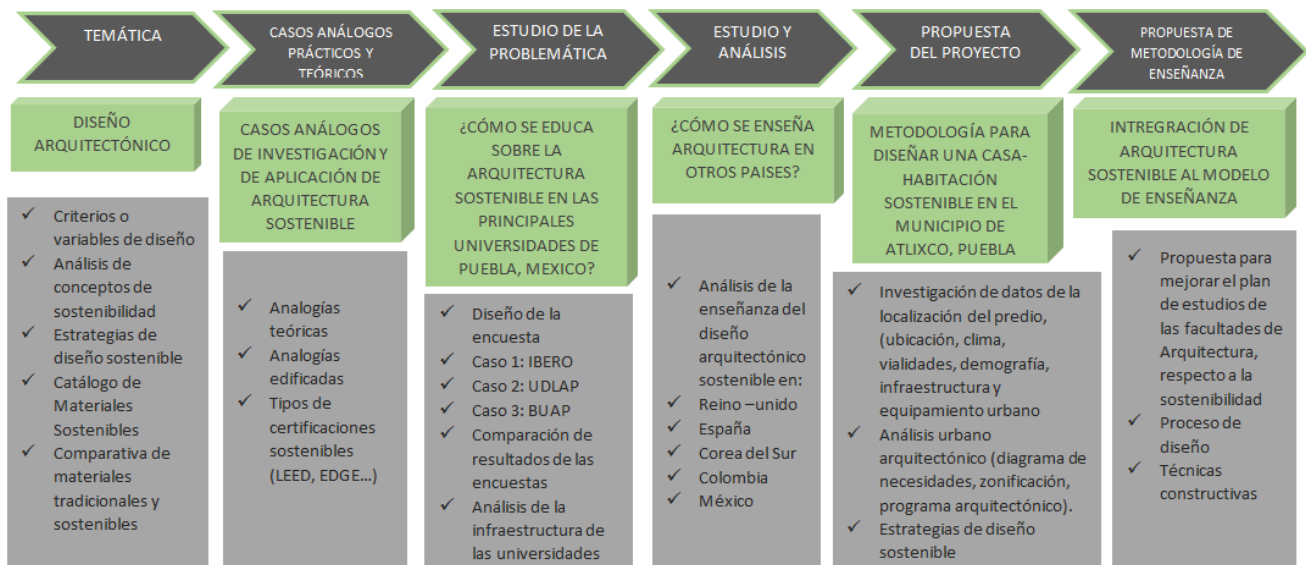 TEMÁTICA
CASOS ANÁLOGOS
PRÁCTICOS Y
TEÓRICOS
ESTUDIO DE LA
PROBLEMÁTICA
ESTUDIO Y
ANÁLISIS
PROPUESTA
DEL PROYECTO
PROPUESTA DE
METODOLOGÍA DE
ENSEÑANZA
DISEÑO
ARQUITECTÓNICO
CASOS ANÁLOGOS
DE INVESTIGACIÓN Y
DE APLICACIÓN DE
ARQUITECTURA
SOSTENIBLE
¿CÓMO SE EDUCA
SOBRE LA
ARQUITECTURA
SOSTENIBLE EN LAS
PRINCIPALES
UNIVERSIDADES DE
PUEBLA, MEXICO?
¿CÓMO SE ENSEÑA
ARQUITECTURA EN
OTROS PAISES?
METODOLOGÍA PARA
DISEÑAR UNA CASA-
HABITACIÓN
SOSTENIBLE EN EL
MUNICIPIO DE
ATLIXCO, PUEBLA
INTREGRACIÓN DE
ARQUITECTURA
SOSTENIBLE AL MODELO
DE ENSEÑANZA
✓ Criterios o
variables de diseño
✓ Análisis de
conceptos de
sostenibilidad
✓ Estrategias de
diseño sostenible
✓ Catálogo de
Materiales
Sostenibles
✓ Comparativa de
materiales
tradicionales y
sostenibles
✓ Analogías
teóricas
✓ Analogías
edificadas
✓ Tipos de
certificaciones
sostenibles
(LEED, EDGE...)
✓ Diseño de la
encuesta
✓ Caso 1: IBERO
✓ Caso 2: UDLAP
✓ Caso 3: BUAP
✓ Comparación de
resultados de las
encuestas
✓ Análisis de la
infraestructura de
las universidades
✓ Análisis de la
enseñanza del
diseño
arquitectónico
sostenible en:
✓ Reino –unido
✓ España
✓ Corea del Sur
✓ Colombia
✓ México
✓ Investigación de datos de la
localización del predio,
(ubicación, clima,
vialidades, demografía,
infraestructura y
equipamiento urbano
✓ Análisis urbano
arquitectónico (diagrama de
necesidades, zonificación,
programa arquitectónico).
✓ Estrategias de diseño
sostenible
✓ Propuesta para
mejorar el plan
de estudios de
las facultades de
Arquitectura,
respecto a la
sostenibilidad
✓ Proceso de
diseño
✓ Técnicas
constructivas